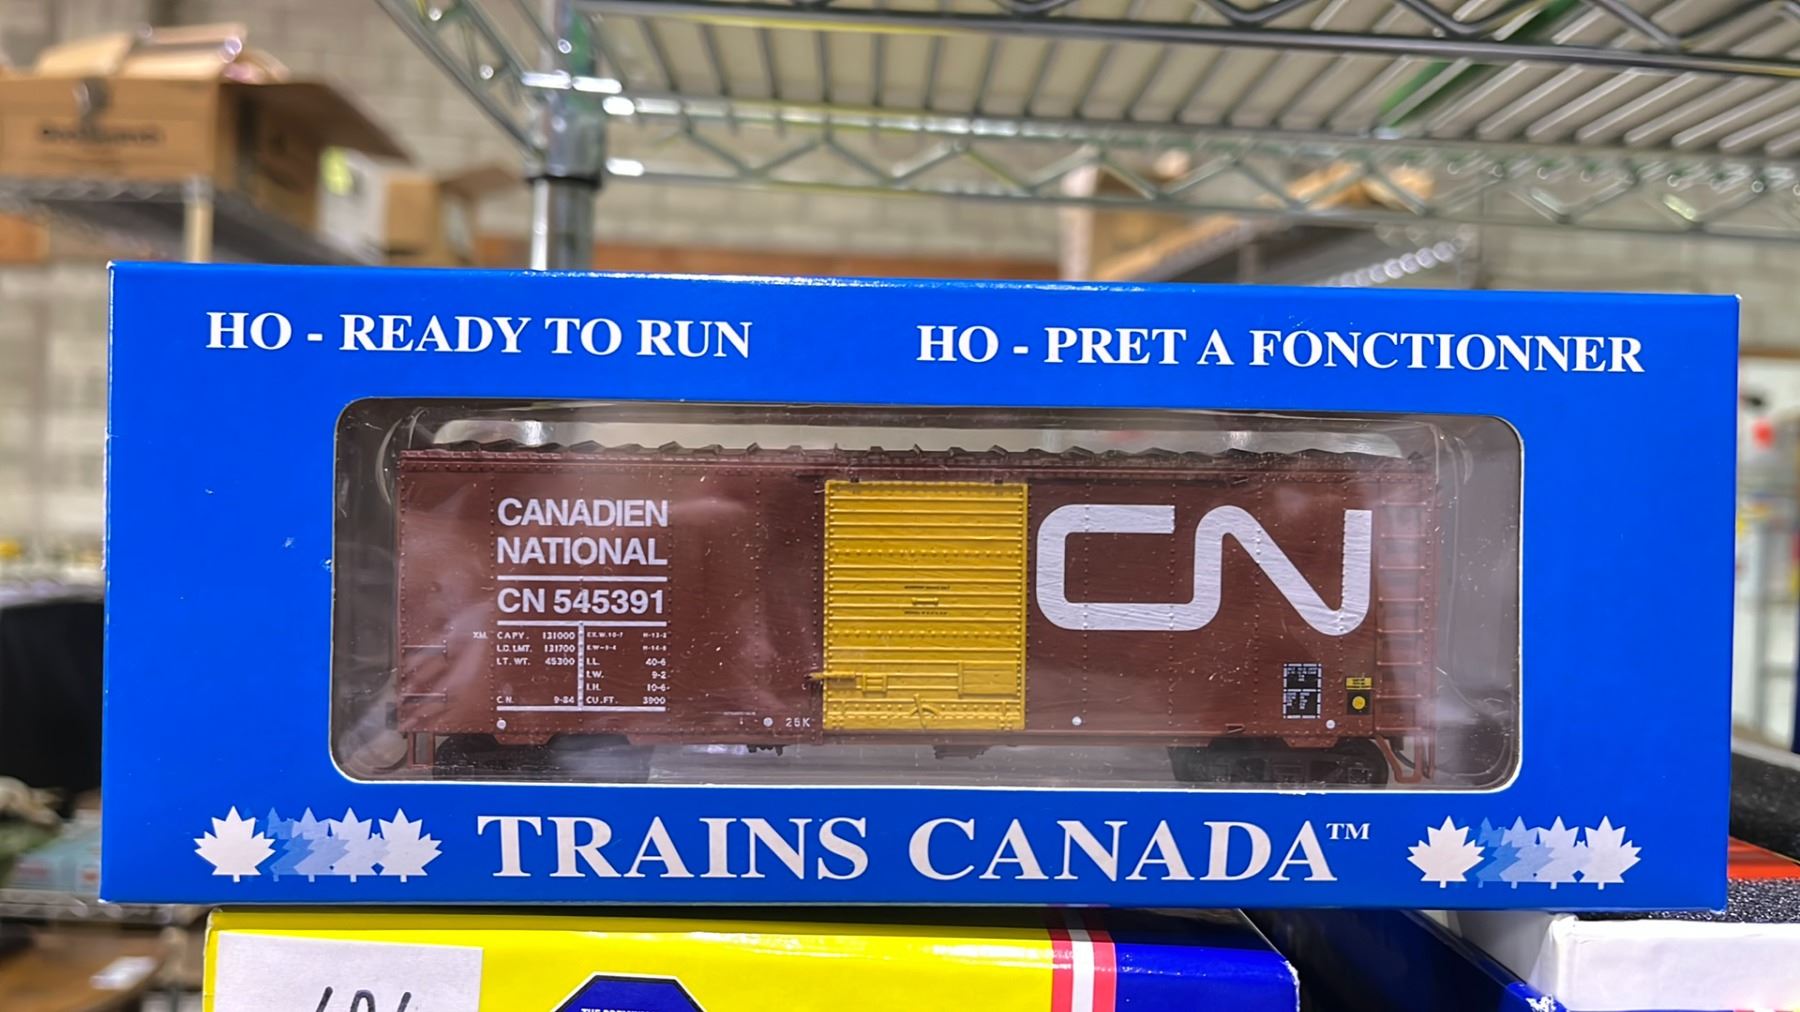 HO - READY TO RUN
HO - PRET A FONCTIONNER
CANADIEN
NATIONAL
CN 545391
XM CAPY. 131000
LD. LMT. 131700
LT. WT. 45300
C.N. 9-84
I.L. 40-6
I.W. 9-2
I.H. 10-6
CU.FT. 3900
25K
CN
TRAINS CANADA™